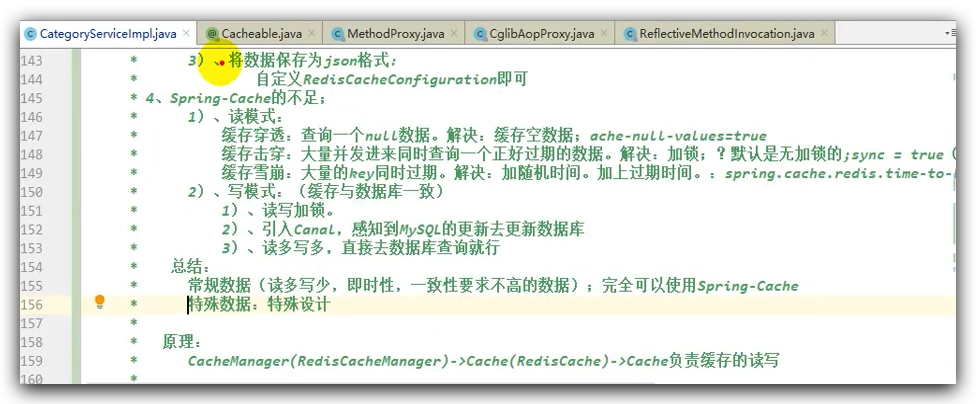 CategoryServiceImpl.java × Cacheable.java × MethodProxy.java × CglibAopProxy.java × ReflectiveMethodInvocation.java ×
143 * 3）、将数据保存为json格式：
144 * 自定义RedisCacheConfiguration即可
145 * 4、Spring-Cache的不足；
146 * 1）、读模式：
147 * 缓存穿透：查询一个null数据。解决：缓存空数据；ache-null-values=true
148 * 缓存击穿：大量并发进来同时查询一个正好过期的数据。解决：加锁；？默认是无加锁的;sync = true（
149 * 缓存雪崩：大量的key同时过期。解决：加随机时间。加上过期时间。：spring.cache.redis.time-to-
150 * 2）、写模式：（缓存与数据库一致）
151 * 1）、读写加锁。
152 * 2）、引入Canal，感知到MySQL的更新去更新数据库
153 * 3）、读多写多，直接去数据库查询就行
154 * 总结：
155 * 常规数据（读多写少，即时性，一致性要求不高的数据）；完全可以使用Spring-Cache
156 * 特殊数据：特殊设计
157 *
158 * 原理：
159 * CacheManager(RedisCacheManager)->Cache(RedisCache)->Cache负责缓存的读写
160 *